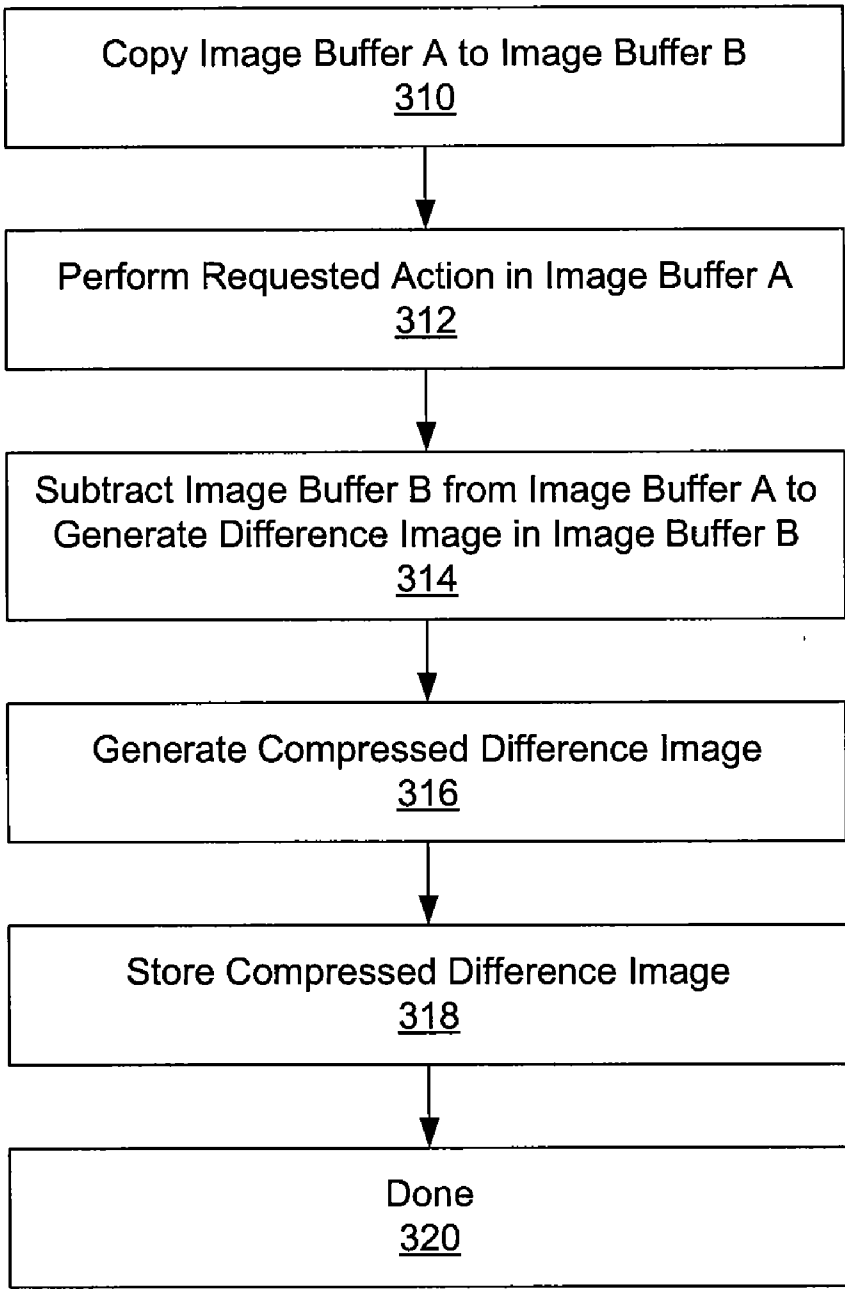 Copy Image Buffer A to Image Buffer B
310
Perform Requested Action in Image Buffer A
312
Subtract Image Buffer B from Image Buffer A to
Generate Difference Image in Image Buffer B
314
Generate Compressed Difference Image
316
Store Compressed Difference Image
318
Done
320